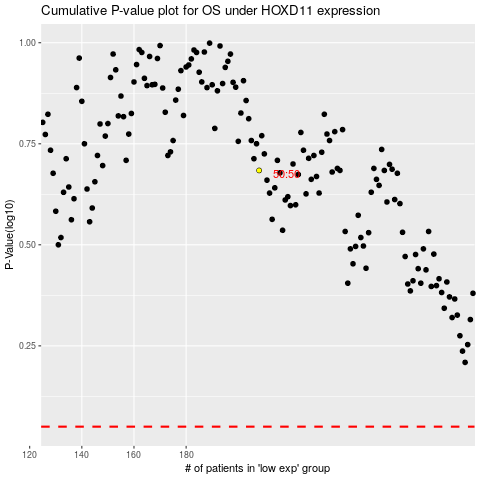 Cumulative P-value plot for OS under HOXD11 expression
1.00
0.75
0.50
0.25
P-Value(log10)
50:50
120 140 160 180
# of patients in 'low exp' group